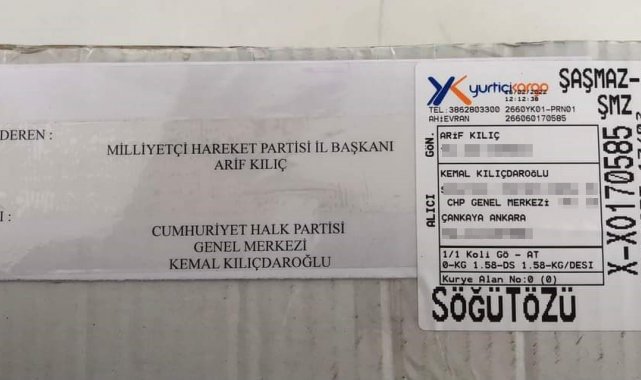 DEREN :
MİLLİYETÇİ HAREKET PARTİSİ İL BAŞKANI
ARİF KILIÇ
I :
CUMHURİYET HALK PARTİSİ
GENEL MERKEZİ
KEMAL KILIÇDAROĞLU
yurtiçikargo
ŞAŞMAZ-
ŞMZ
12:12:38
TEL:3862803300 2660YK01-PRN01
AHiEVRAN 266060170585
GÖN.
ARiF KILIÇ
ALICI
KEMAL KILIÇDAROĞLU
CHP GENEL MERKEZi
ÇANKAYA ANKARA
1/1 Koli Gö - AT
0-KG 1.58-DS 1.58-KG/DESI
Kurye Alan No:0 (0)
SÖĞÜTÖZÜ
X-X0170585